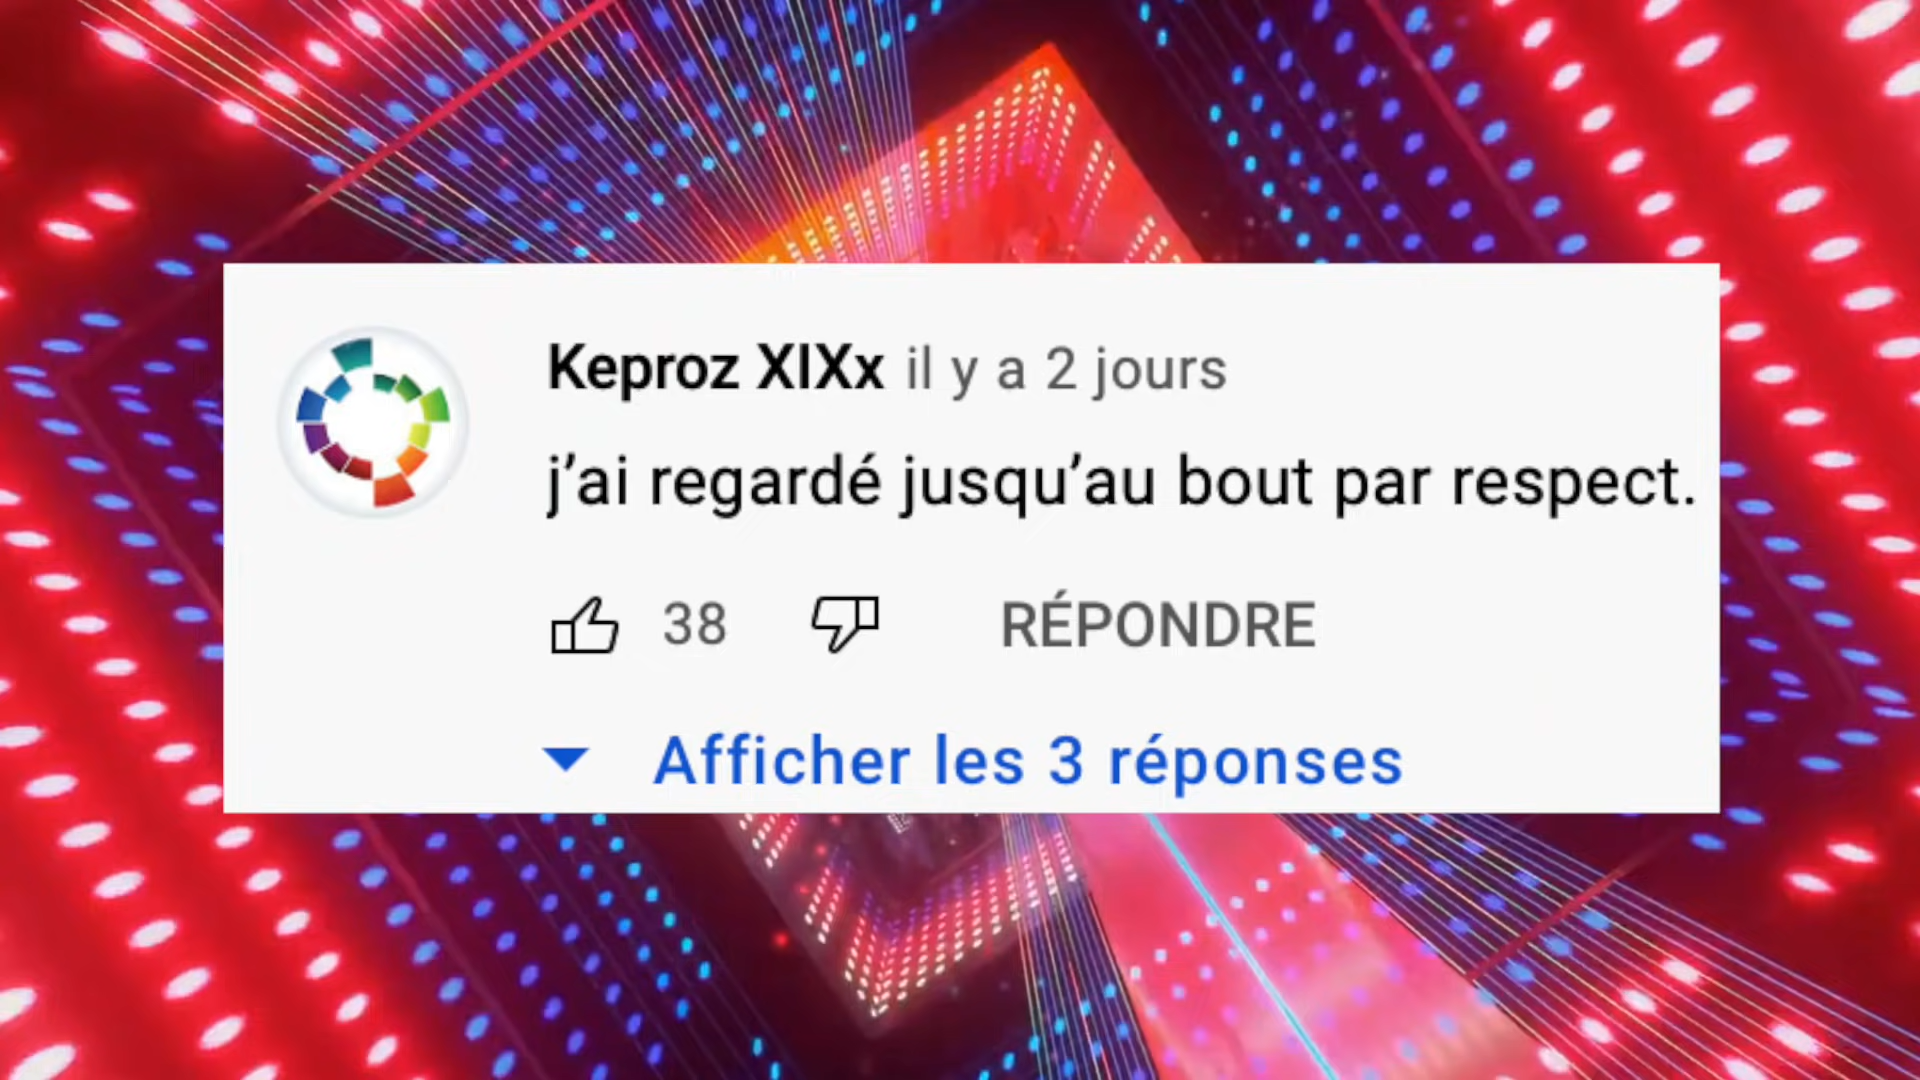 Keproz XIXx il y a 2 jours
j’ai regardé jusqu’au bout par respect.
38 RÉPONDRE
Afficher les 3 réponses